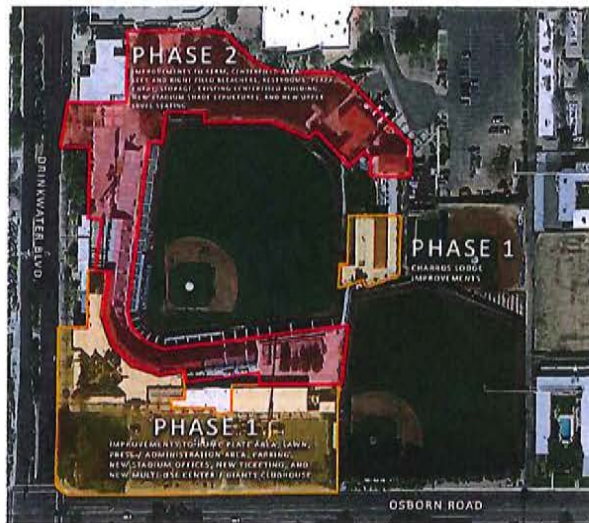 PHASE 2
IMPROVEMENTS TO BERM, CENTERFIELD AREA,
LEFT AND RIGHT FIELD BLEACHERS, RESTROOMS, PLAZA
STORAGE, EXISTING CENTERFIELD BUILDING,
NEW STADIUM SHADE STRUCTURES, AND NEW UPPER
LEVEL SEATING
DRINKWATER BLVD.
PHASE 1
CHARROS LODGE
IMPROVEMENTS
PHASE 1
IMPROVEMENTS TO HOME PLATE AREA, LAWN,
PRESS / ADMINISTRATION AREA, PARKING,
NEW STADIUM OFFICES, NEW TICKETING, AND
NEW MULTI-USE CENTER / GIANTS CLUBHOUSE
OSBORN ROAD